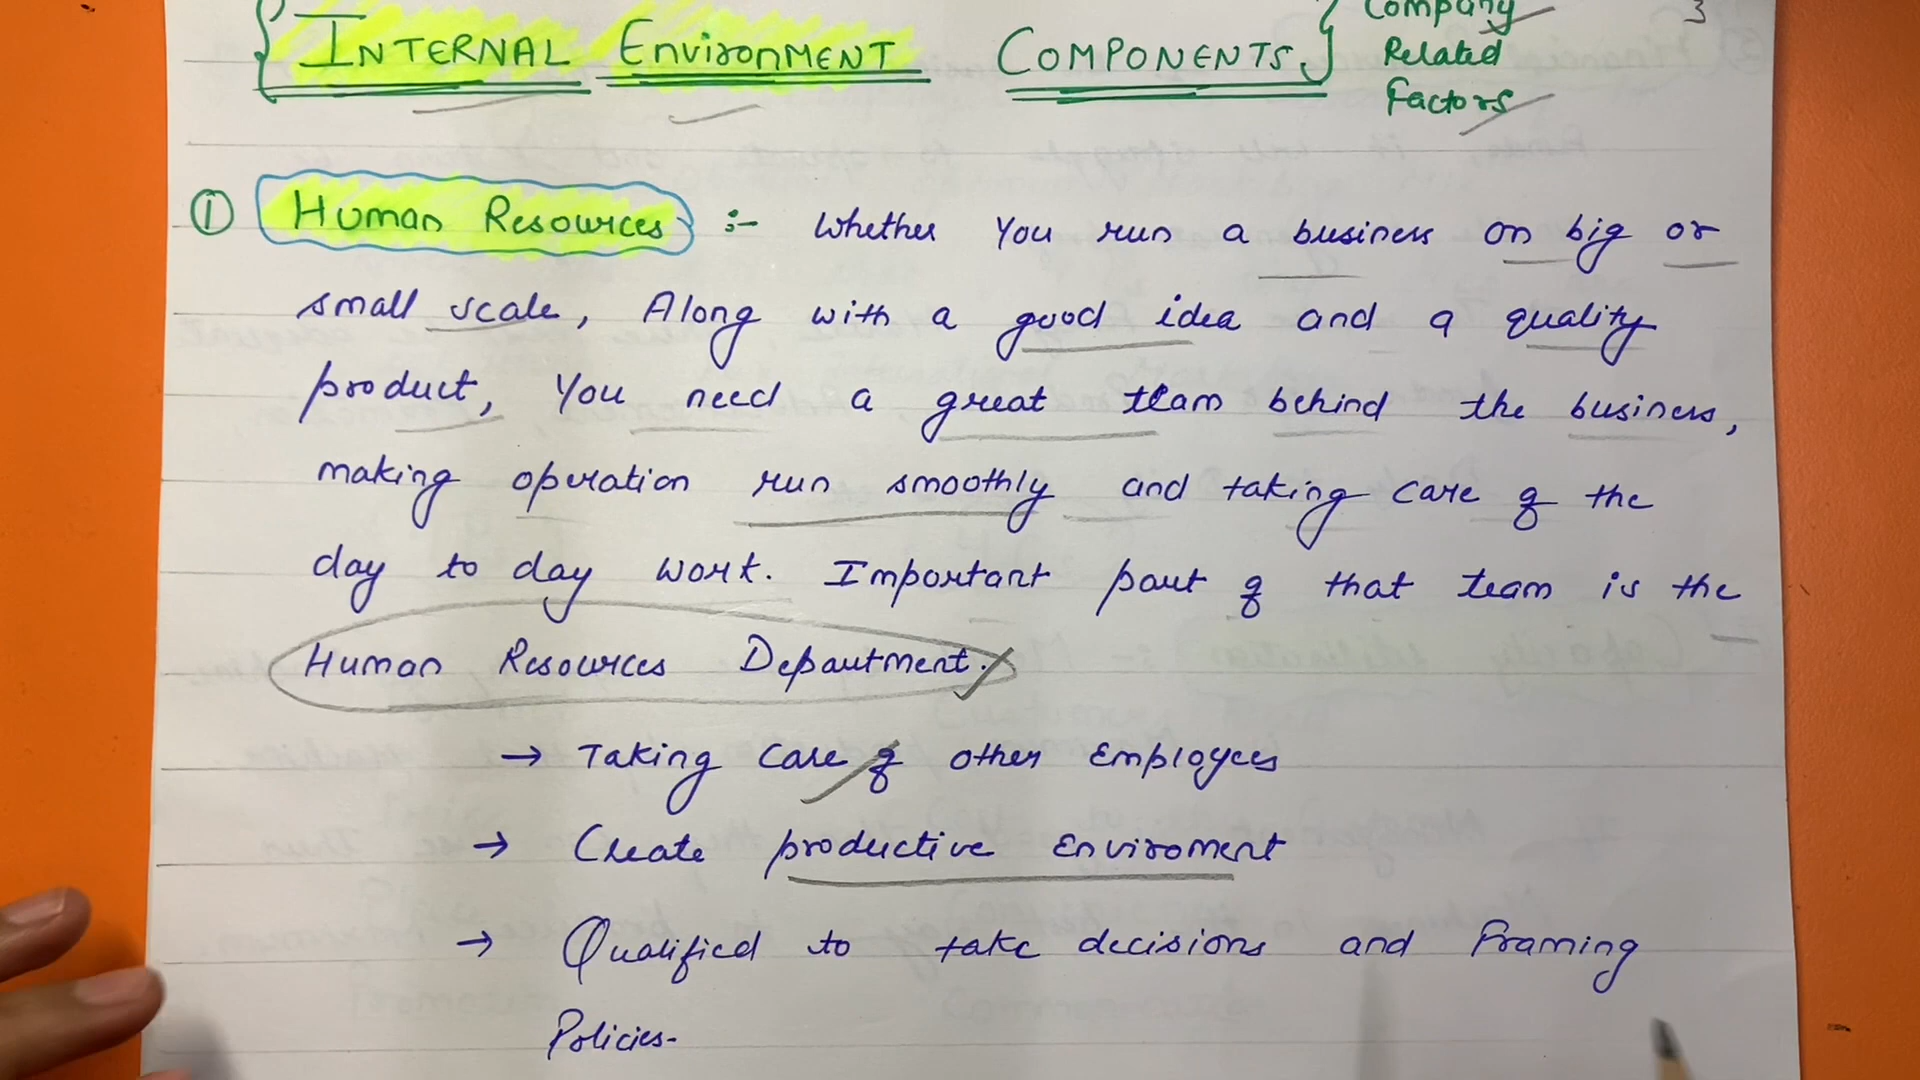 { INTERNAL EnvironMENT COMPONENTS. } Company
Related
Factors
3
① Human Resources :- Whether You run a business on big or
small scale, Along with a good idea and a quality
product, You need a great team behind the business,
making operation run smoothly and taking care of the
day to day work. Important part of that team is the
Human Resources Department.
→ Taking Care of other Employees
→ Create productive Enviroment
→ Qualified to take decisions and Framing
Policies-